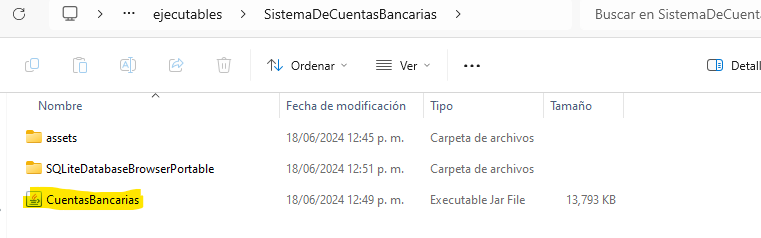 ... ejecutables > SistemaDeCuentasBancarias >
Buscar en SistemaDeCuenta
Ordenar
Ver
...
Detall
Nombre Fecha de modificación Tipo Tamaño
assets 18/06/2024 12:45 p. m. Carpeta de archivos
SQLiteDatabaseBrowserPortable 18/06/2024 12:51 p. m. Carpeta de archivos
CuentasBancarias 18/06/2024 12:49 p. m. Executable Jar File 13,793 KB